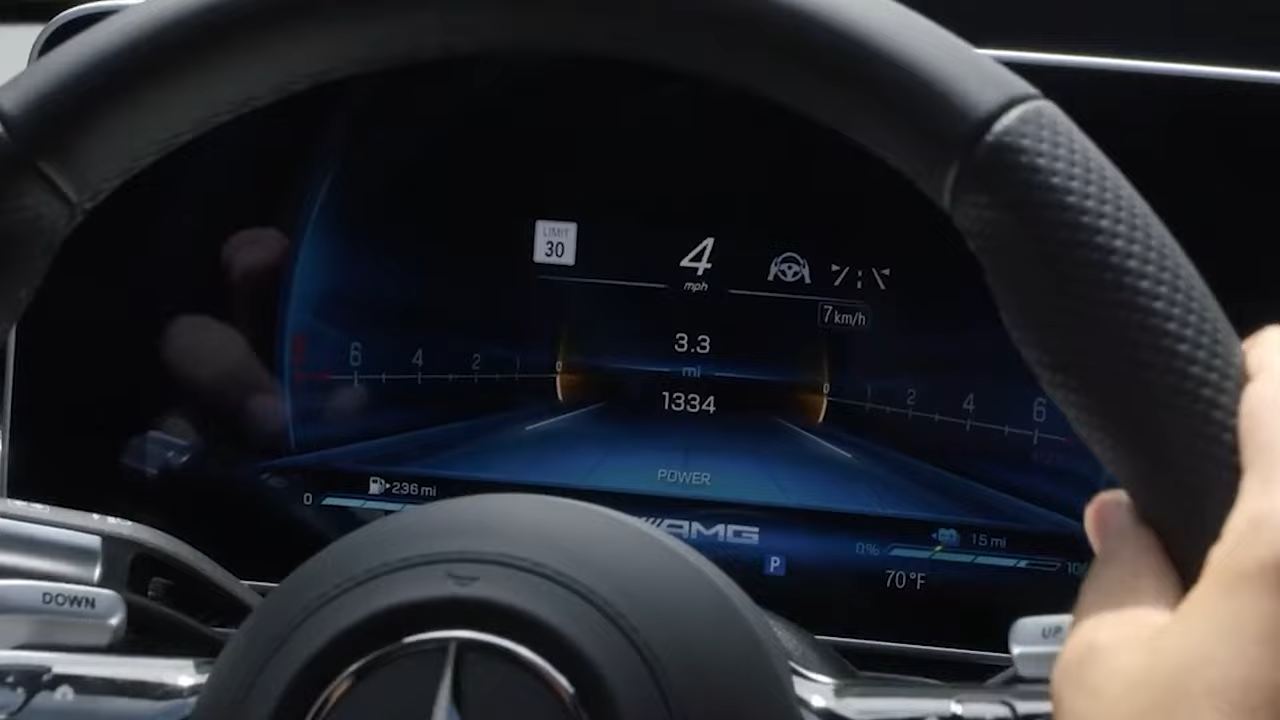 LIMIT
30
4
mph
7 km/h
3.3
mi
1334
6 4 2 0
0 2 4 6
POWER
0 236 mi
AMG
P
0% 15 mi
70 °F
DOWN
UP